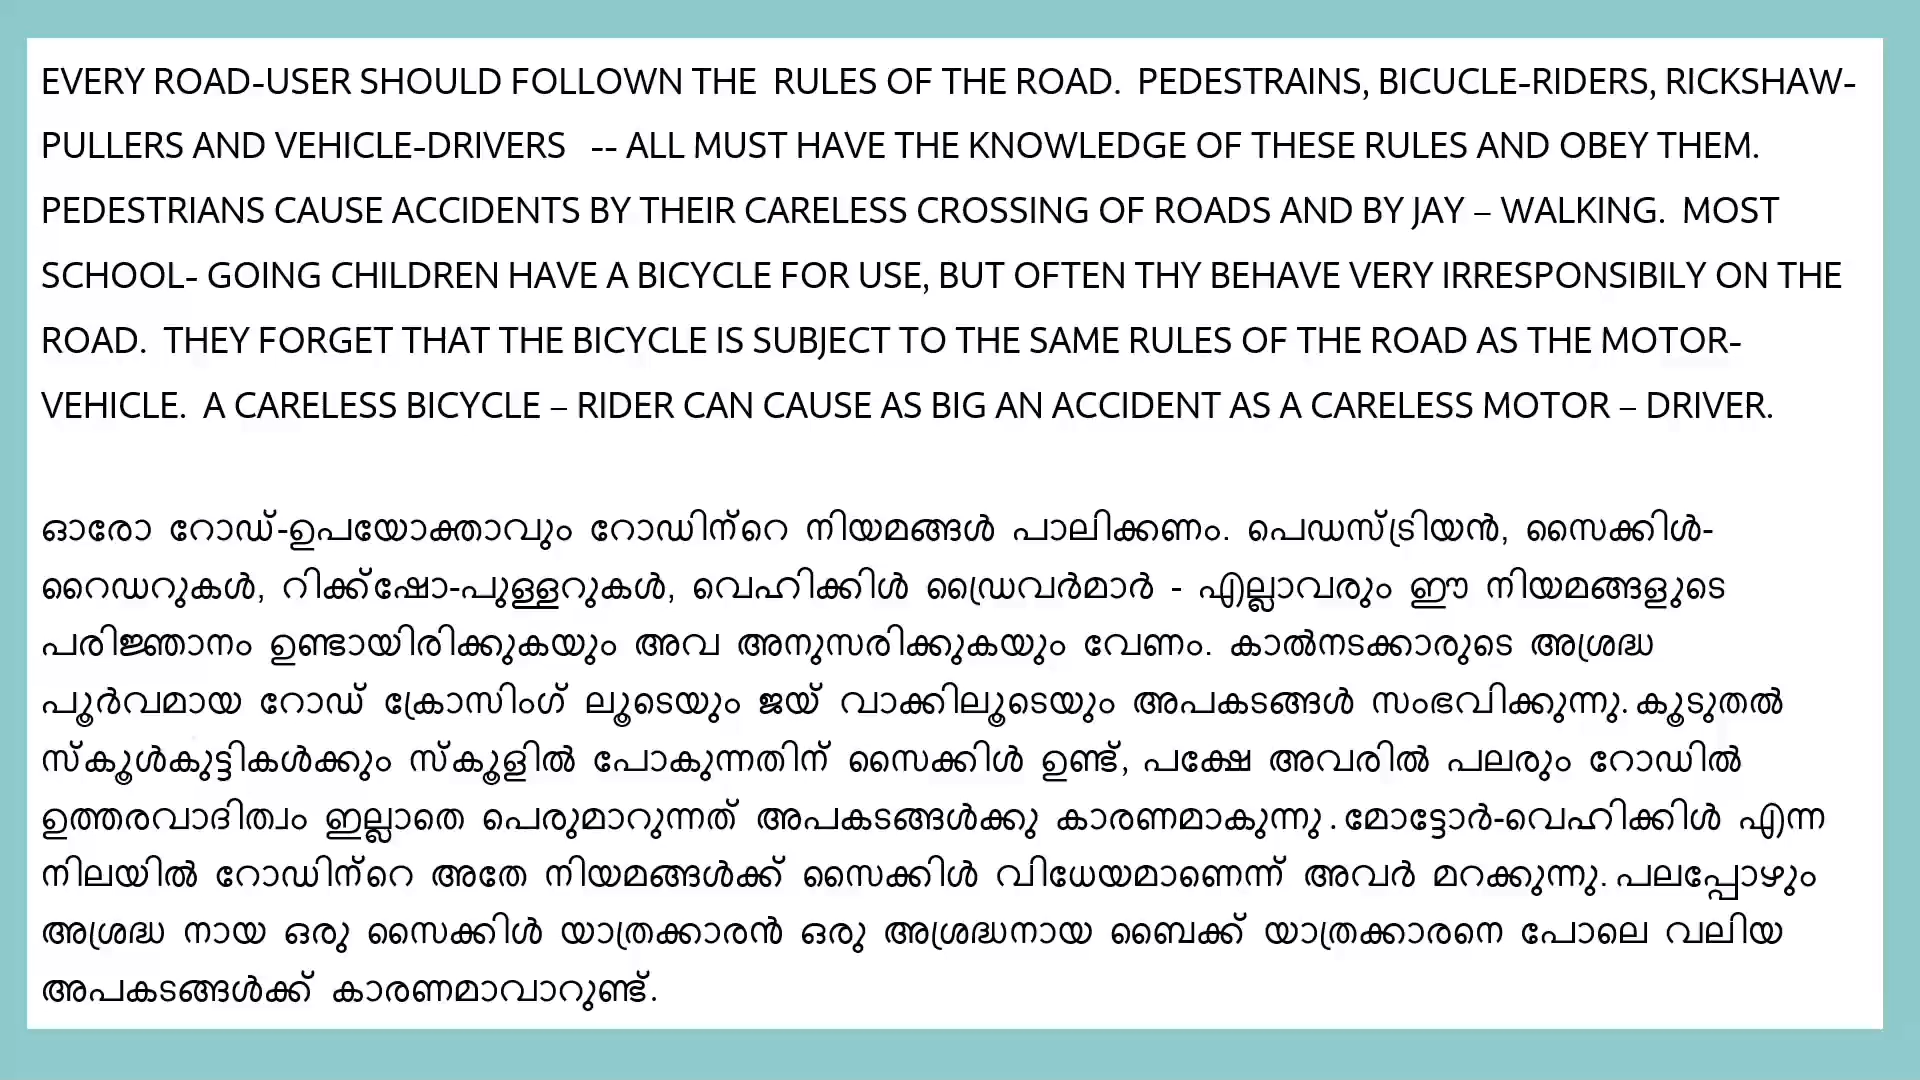 EVERY ROAD-USER SHOULD FOLLOWN THE  RULES OF THE ROAD.  PEDESTRAINS, BICUCLE-RIDERS, RICKSHAW-
PULLERS AND VEHICLE-DRIVERS   -- ALL MUST HAVE THE KNOWLEDGE OF THESE RULES AND OBEY THEM.
PEDESTRIANS CAUSE ACCIDENTS BY THEIR CARELESS CROSSING OF ROADS AND BY JAY – WALKING.  MOST
SCHOOL- GOING CHILDREN HAVE A BICYCLE FOR USE, BUT OFTEN THY BEHAVE VERY IRRESPONSIBILY ON THE
ROAD.  THEY FORGET THAT THE BICYCLE IS SUBJECT TO THE SAME RULES OF THE ROAD AS THE MOTOR-
VEHICLE.  A CARELESS BICYCLE – RIDER CAN CAUSE AS BIG AN ACCIDENT AS A CARELESS MOTOR – DRIVER.
ഓരോ റോഡ്-ഉപയോക്താവും റോഡിന്റെ നിയമങ്ങൾ പാലിക്കണം. പെഡസ്ട്രിയൻ, സൈക്കിൾ-
റൈഡറുകൾ, റിക്ക്ഷോ-പുള്ളറുകൾ, വെഹിക്കിൾ ഡ്രൈവർമാർ - എല്ലാവരും ഈ നിയമങ്ങളുടെ
പരിജ്ഞാനം ഉണ്ടായിരിക്കുകയും അവ അനുസരിക്കുകയും വേണം. കാൽനടക്കാരുടെ അശ്രദ്ധ
പൂർവമായ റോഡ് ക്രോസിംഗ് ലൂടെയും ജയ് വാക്കിലൂടെയും അപകടങ്ങൾ സംഭവിക്കുന്നു. കൂടുതൽ
സ്കൂൾകുട്ടികൾക്കും സ്കൂളിൽ പോകുന്നതിന് സൈക്കിൾ ഉണ്ട്, പക്ഷേ അവരിൽ പലരും റോഡിൽ
ഉത്തരവാദിത്വം ഇല്ലാതെ പെരുമാറുന്നത് അപകടങ്ങൾക്കു കാരണമാകുന്നു . മോട്ടോർ-വെഹിക്കിൾ എന്ന
നിലയിൽ റോഡിന്റെ അതേ നിയമങ്ങൾക്ക് സൈക്കിൾ വിധേയമാണെന്ന് അവർ മറക്കുന്നു. പലപ്പോഴും
അശ്രദ്ധ നായ ഒരു സൈക്കിൾ യാത്രക്കാരൻ ഒരു അശ്രദ്ധനായ ബൈക്ക് യാത്രക്കാരനെ പോലെ വലിയ
അപകടങ്ങൾക്ക് കാരണമാവാറുണ്ട്.